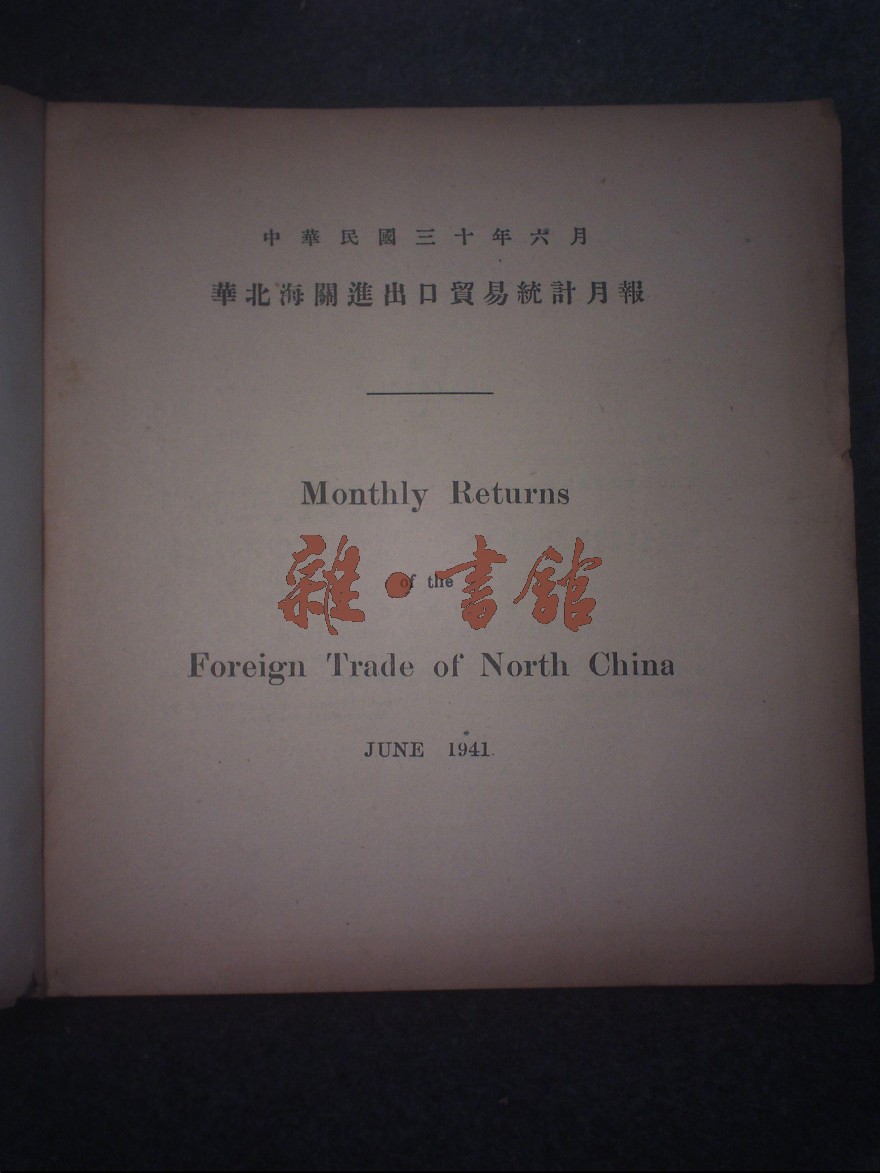 中華民國三十年六月
華北海關進出口貿易統計月報
Monthly Returns
of the
雜·書館
Foreign Trade of North China
JUNE 1941.